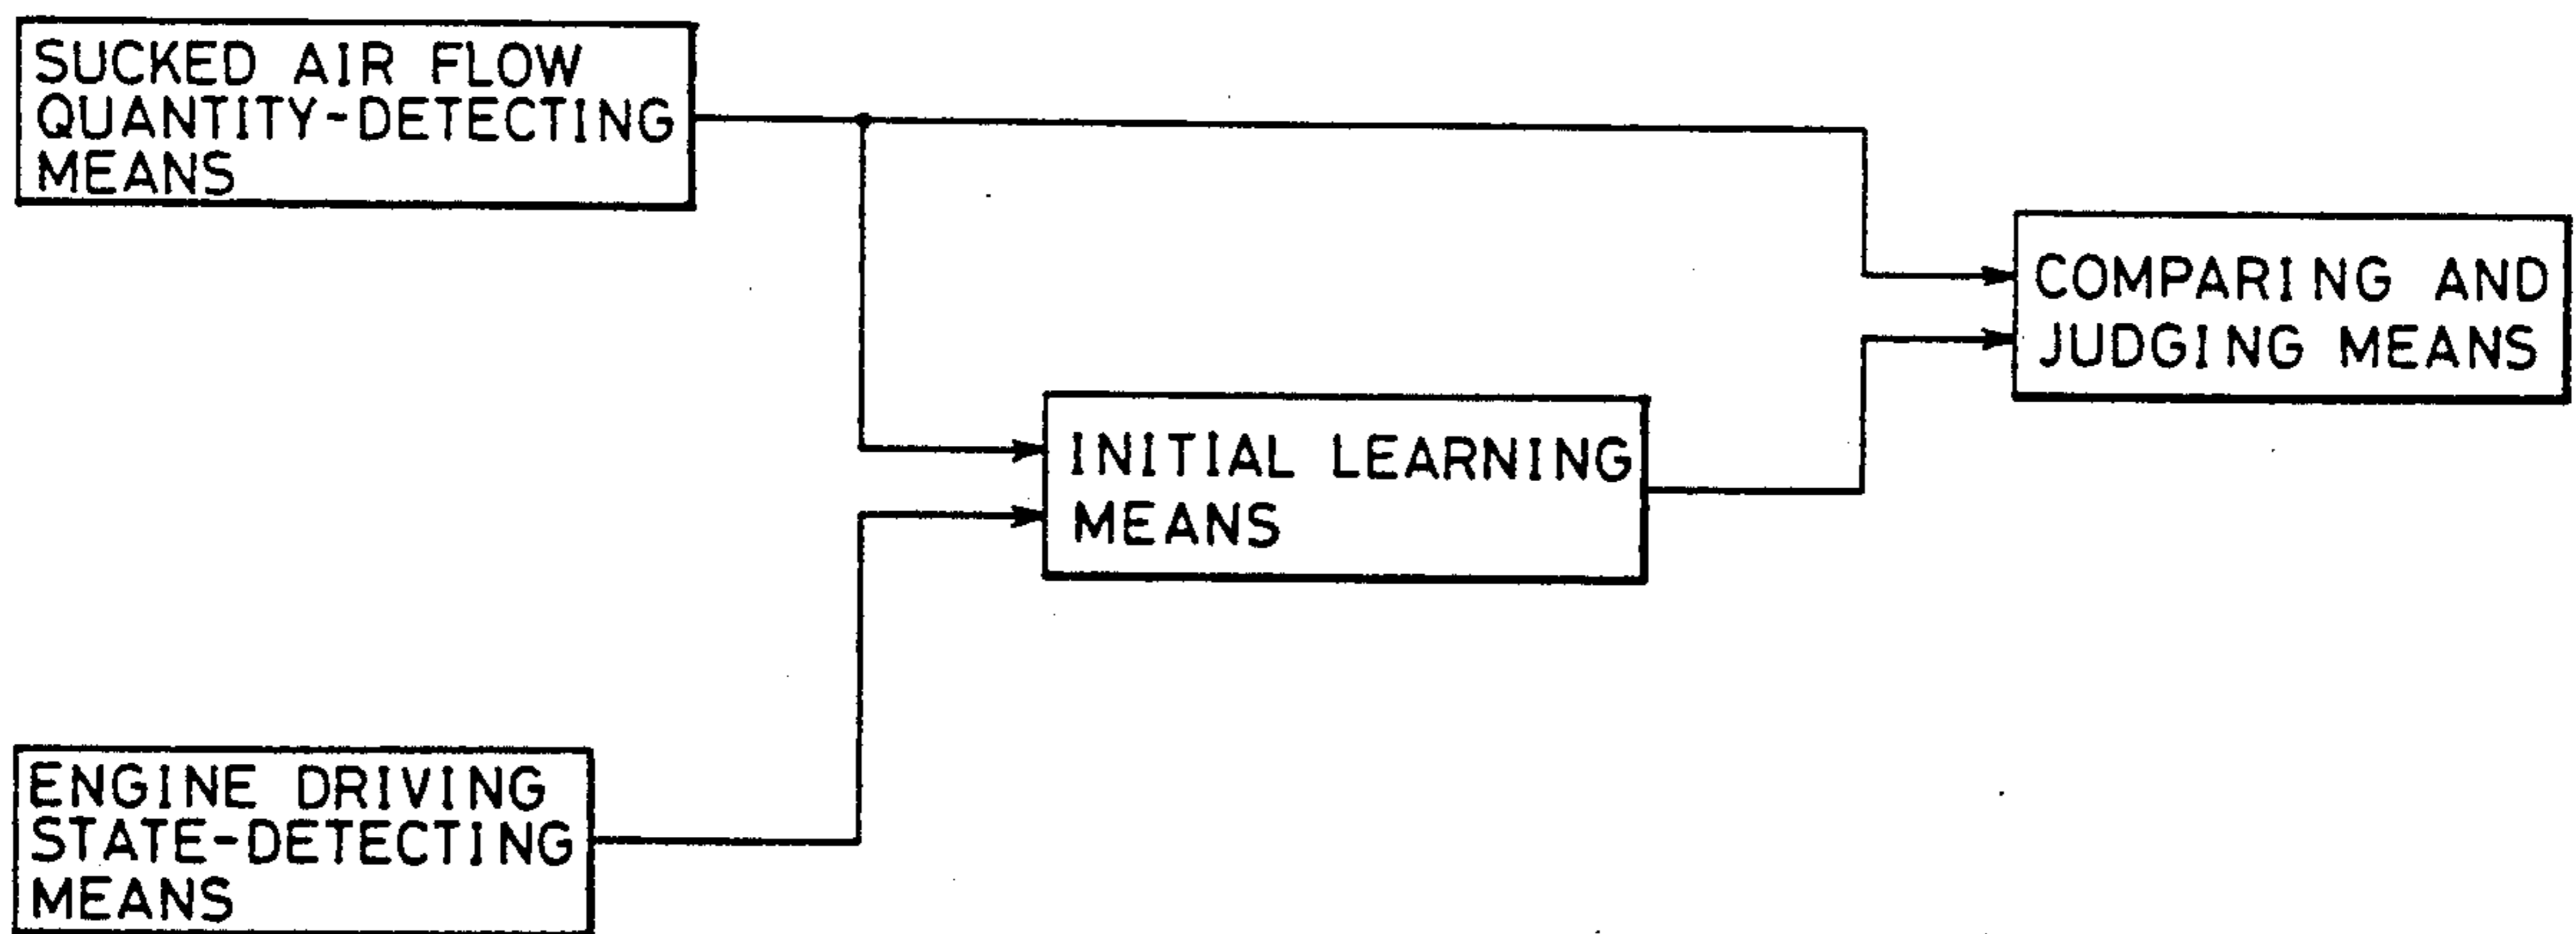 SUCKED AIR FLOW
QUANTITY-DETECTING
MEANS
COMPARING AND
JUDGING MEANS
INITIAL LEARNING
MEANS
ENGINE DRIVING
STATE-DETECTING
MEANS